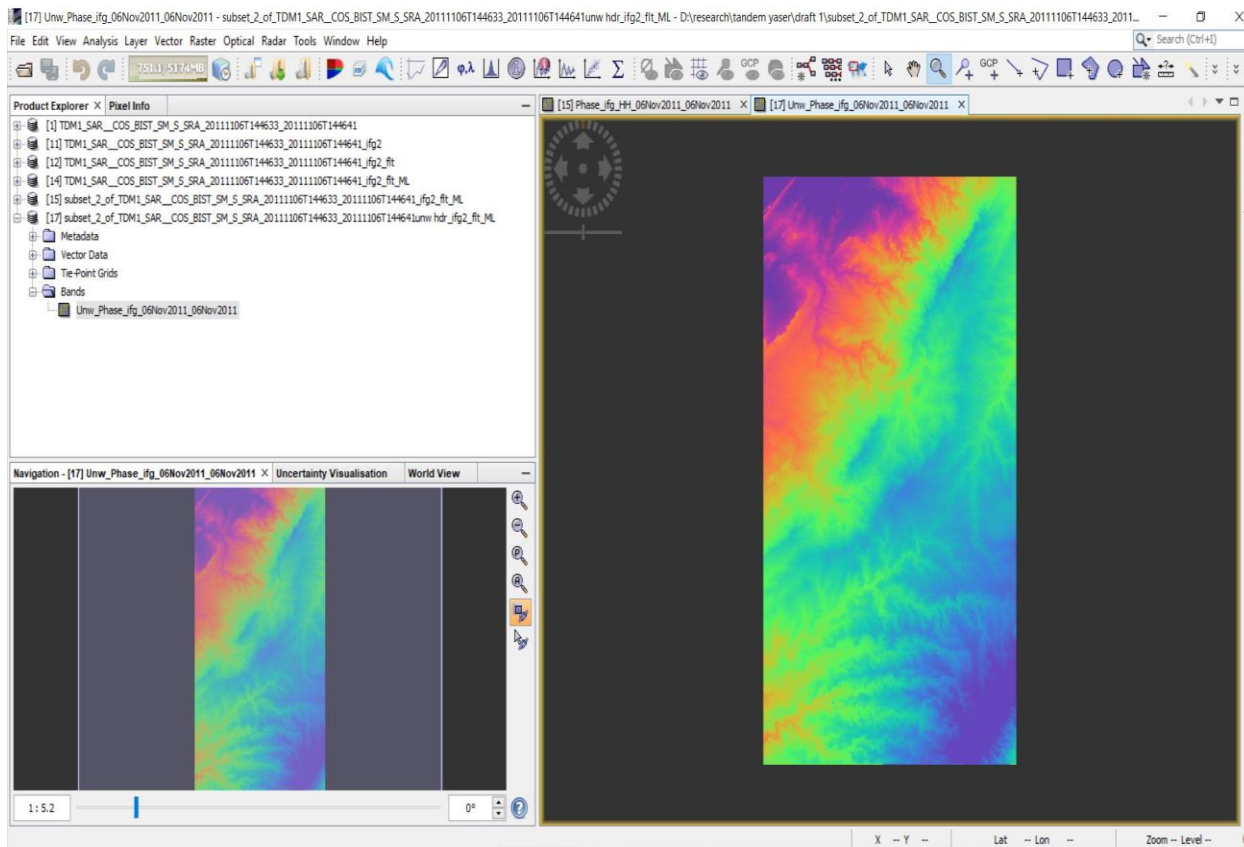 [17] Unw_Phase_ifg_06Nov2011_06Nov2011 - subset_2_of_TDM1_SAR__COS_BIST_SM_S_SRA_20111106T144633_20111106T144641unw hdr_ifg2_flt_ML - D:\research\tandem yaser\draft 1\subset_2_of_TDM1_SAR__COS_BIST_SM_S_SRA_20111106T144633_2011...
File Edit View Analysis Layer Vector Raster Optical Radar Tools Window Help
Search (Ctrl+I)
φ,λ Σ GCP GCP
Product Explorer X Pixel Info
[15] Phase_ifg_HH_06Nov2011_06Nov2011 X [17] Unw_Phase_ifg_06Nov2011_06Nov2011 X
[1] TDM1_SAR__COS_BIST_SM_S_SRA_20111106T144633_20111106T144641
[11] TDM1_SAR__COS_BIST_SM_S_SRA_20111106T144633_20111106T144641_ifg2
[12] TDM1_SAR__COS_BIST_SM_S_SRA_20111106T144633_20111106T144641_ifg2_flt
[14] TDM1_SAR__COS_BIST_SM_S_SRA_20111106T144633_20111106T144641_ifg2_flt_ML
[15] subset_2_of_TDM1_SAR__COS_BIST_SM_S_SRA_20111106T144633_20111106T144641_ifg2_flt_ML
[17] subset_2_of_TDM1_SAR__COS_BIST_SM_S_SRA_20111106T144633_20111106T144641unw hdr_ifg2_flt_ML
Metadata
Vector Data
Tie-Point Grids
Bands
Unw_Phase_ifg_06Nov2011_06Nov2011
Navigation - [17] Unw_Phase_ifg_06Nov2011_06Nov2011 X Uncertainty Visualisation World View
1 : 5.2
0°
X -- Y -- Lat -- Lon -- Zoom -- Level --